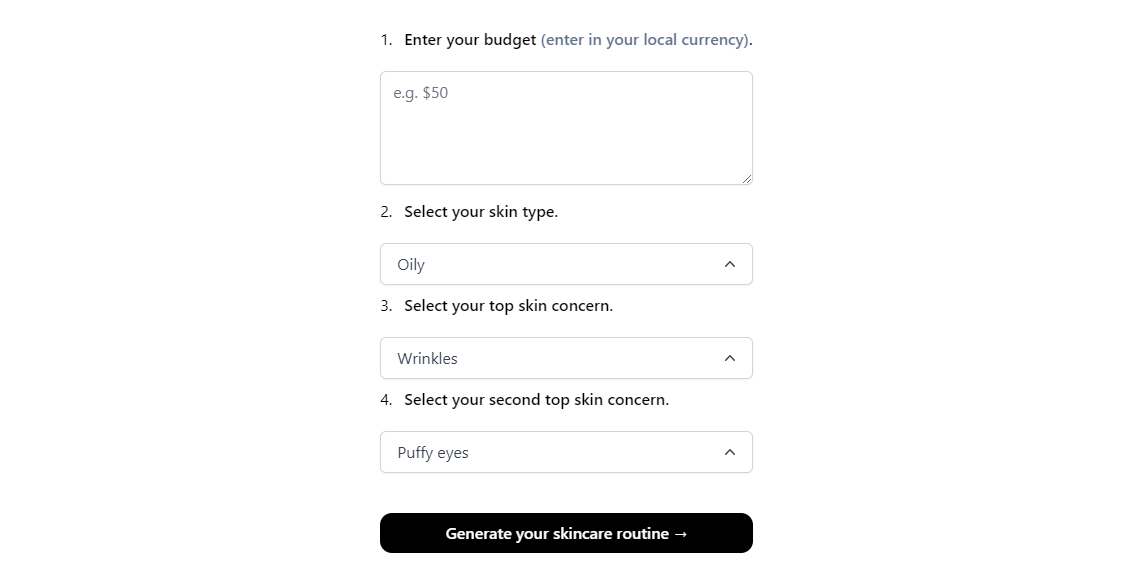 1. Enter your budget (enter in your local currency).
e.g. $50
2. Select your skin type.
Oily
3. Select your top skin concern.
Wrinkles
4. Select your second top skin concern.
Puffy eyes
Generate your skincare routine →